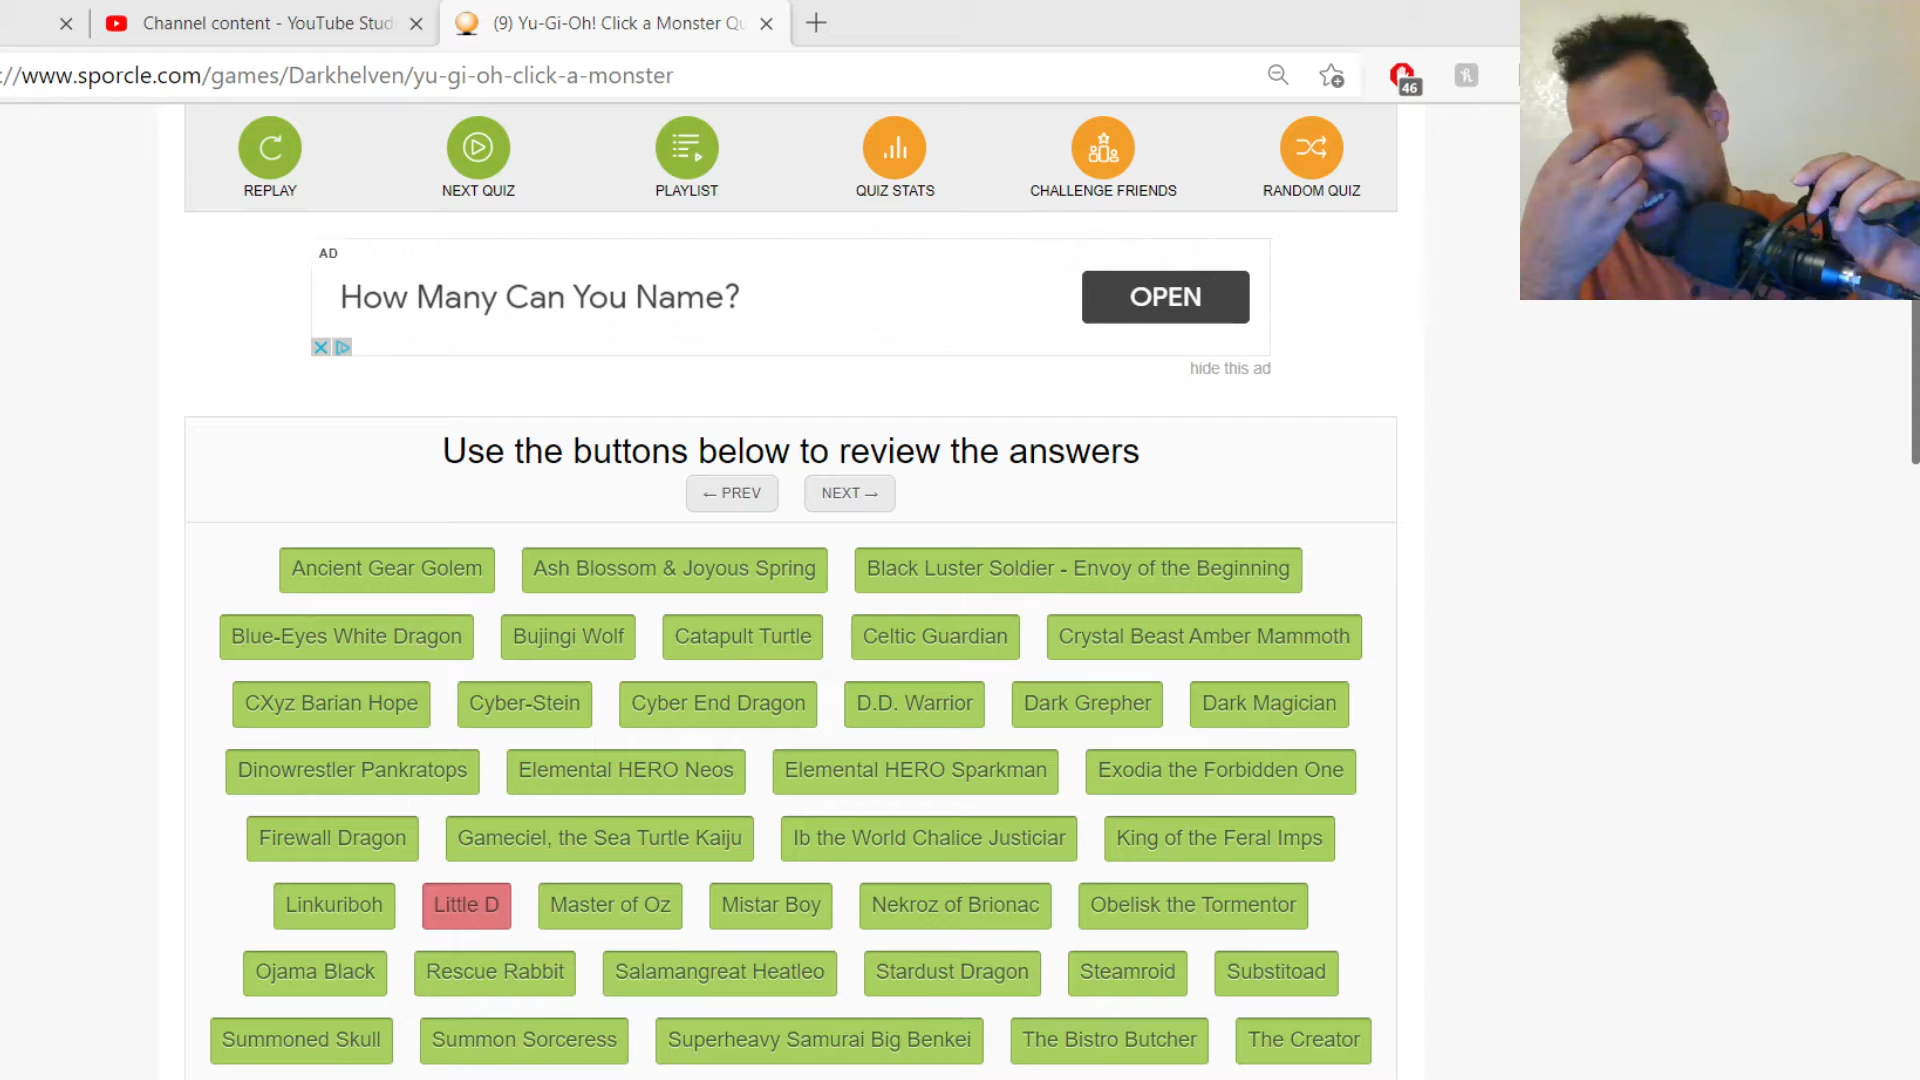 Channel content - YouTube Stud
(9) Yu-Gi-Oh! Click a Monster Qu
://www.sporcle.com/games/Darkhelven/yu-gi-oh-click-a-monster
46
REPLAY
NEXT QUIZ
PLAYLIST
QUIZ STATS
CHALLENGE FRIENDS
RANDOM QUIZ
AD
How Many Can You Name?
OPEN
hide this ad
Use the buttons below to review the answers
← PREV NEXT →
Ancient Gear Golem Ash Blossom & Joyous Spring Black Luster Soldier - Envoy of the Beginning
Blue-Eyes White Dragon Bujingi Wolf Catapult Turtle Celtic Guardian Crystal Beast Amber Mammoth
CXyz Barian Hope Cyber-Stein Cyber End Dragon D.D. Warrior Dark Grepher Dark Magician
Dinowrestler Pankratops Elemental HERO Neos Elemental HERO Sparkman Exodia the Forbidden One
Firewall Dragon Gameciel, the Sea Turtle Kaiju Ib the World Chalice Justiciar King of the Feral Imps
Linkuriboh Little D Master of Oz Mistar Boy Nekroz of Brionac Obelisk the Tormentor
Ojama Black Rescue Rabbit Salamangreat Heatleo Stardust Dragon Steamroid Substitoad
Summoned Skull Summon Sorceress Superheavy Samurai Big Benkei The Bistro Butcher The Creator